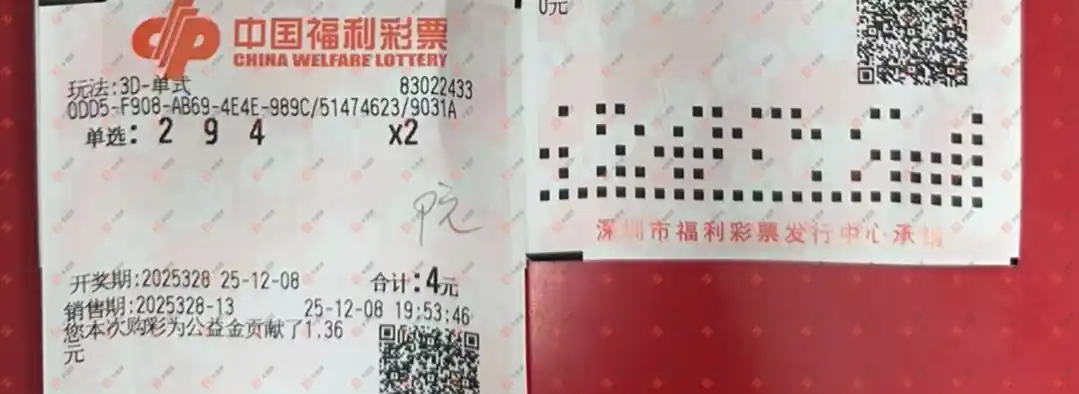 中国福利彩票
CHINA WELFARE LOTTERY
玩法:3D-单式 83022433
0DD5-F908-AB69-4E4E-989C/51474623/9031A
单选: 2 9 4 x2
开奖期:2025328 25-12-08 合计:4元
销售期:2025328-13 25-12-08 19:53:46
您本次购彩为公益金贡献了1.36
元
0元
深圳市福利彩票发行中心承销